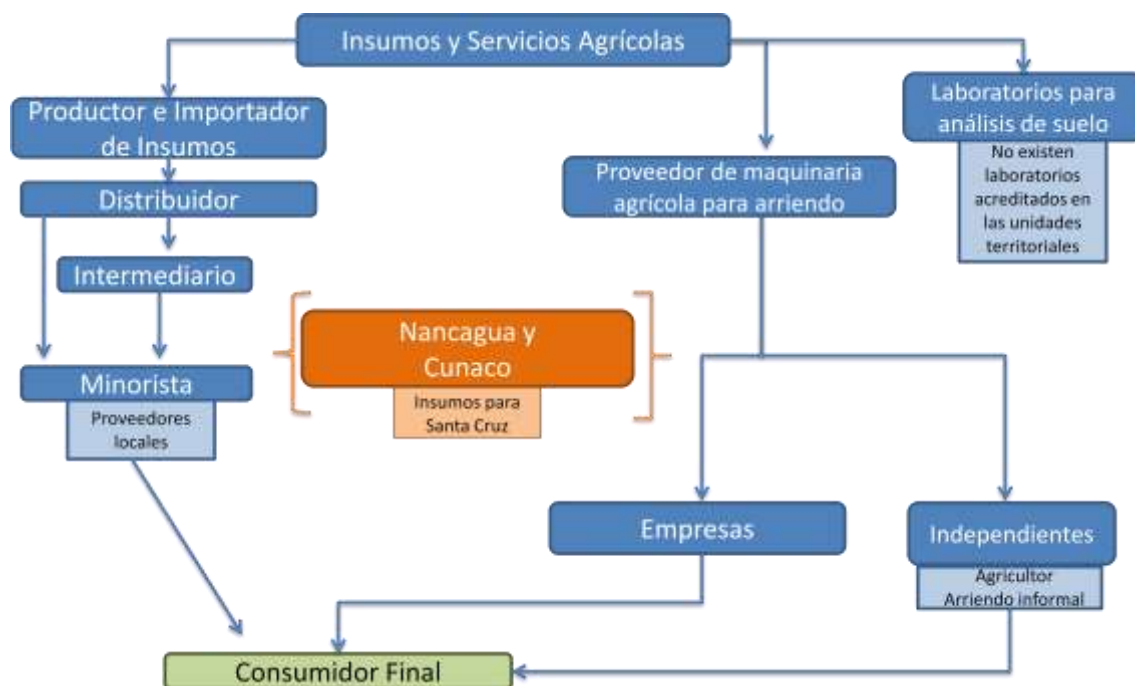 Insumos y Servicios Agrícolas
Productor e Importador
de Insumos
Distribuidor
Intermediario
Minorista
Proveedores
locales
Nancagua y
Cunaco
Insumos para
Santa Cruz
Proveedor de maquinaria
agrícola para arriendo
Laboratorios para
análisis de suelo
No existen
laboratorios
acreditados en
las unidades
territoriales
Empresas
Independientes
Agricultor
Arriendo informal
Consumidor Final